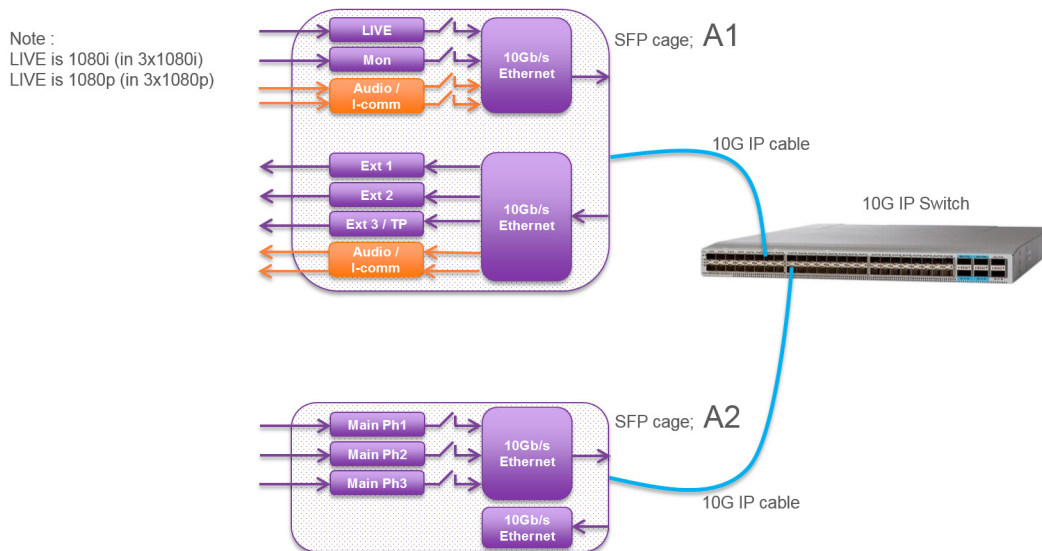 Note :
LIVE is 1080i (in 3x1080i)
LIVE is 1080p (in 3x1080p)
LIVE
Mon
Audio /
I-comm
10Gb/s
Ethernet
SFP cage; A1
Ext 1
Ext 2
Ext 3 / TP
Audio /
I-comm
10Gb/s
Ethernet
10G IP cable
10G IP Switch
Main Ph1
Main Ph2
Main Ph3
10Gb/s
Ethernet
SFP cage; A2
10Gb/s
Ethernet
10G IP cable